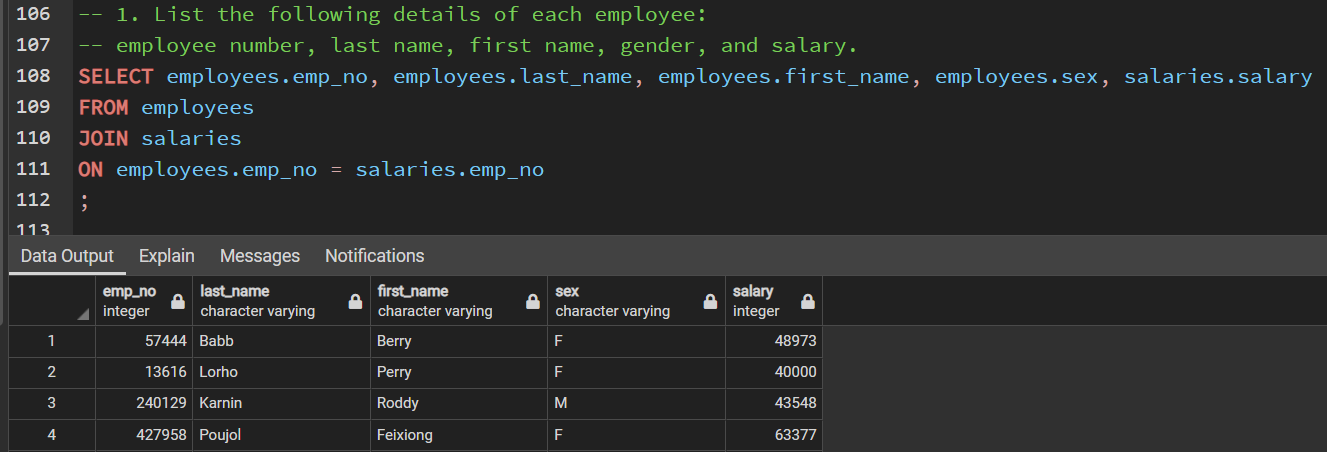 106 -- 1. List the following details of each employee:
107 -- employee number, last name, first name, gender, and salary.
108 SELECT employees.emp_no, employees.last_name, employees.first_name, employees.sex, salaries.salary
109 FROM employees
110 JOIN salaries
111 ON employees.emp_no = salaries.emp_no
112 ;
113
Data Output Explain Messages Notifications
emp_no last_name first_name sex salary
integer character varying character varying character varying integer
1 57444 Babb Berry F 48973
2 13616 Lorho Perry F 40000
3 240129 Karnin Roddy M 43548
4 427958 Poujol Feixiong F 63377